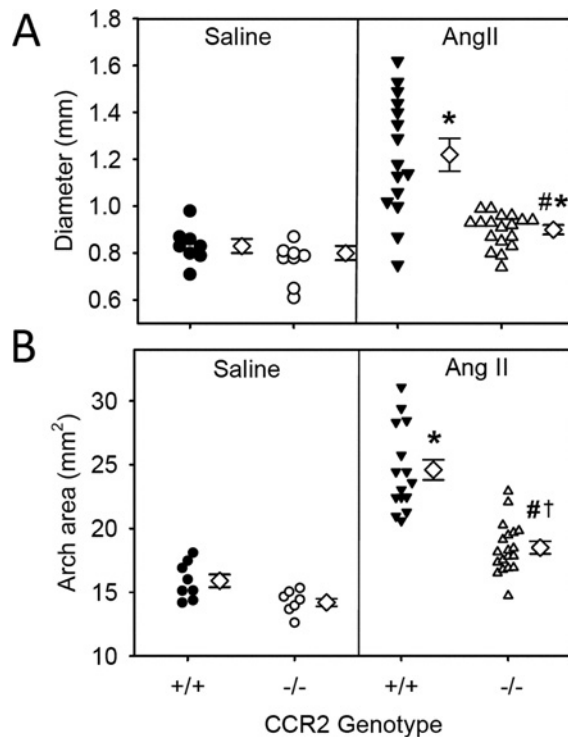 A
Saline
AngII
Diameter (mm)
1.8
1.6
1.4
1.2
1.0
0.8
0.6
*
#*
B
Saline
Ang II
Arch area (mm²)
30
25
20
15
10
*
#†
+/+
-/-
+/+
-/-
CCR2 Genotype